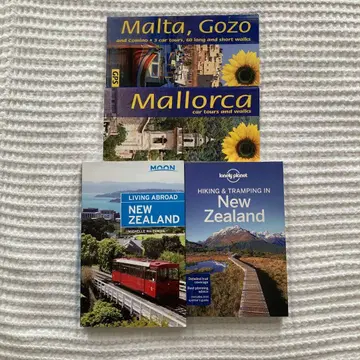 Malta, Gozo
and Comino • 3 car tours, 60 long and short walks
GPS
Mallorca
car tours and walks
MOON
LIVING ABROAD
NEW ZEALAND
lonely planet
HIKING & TRAMPING IN
New
Zealand